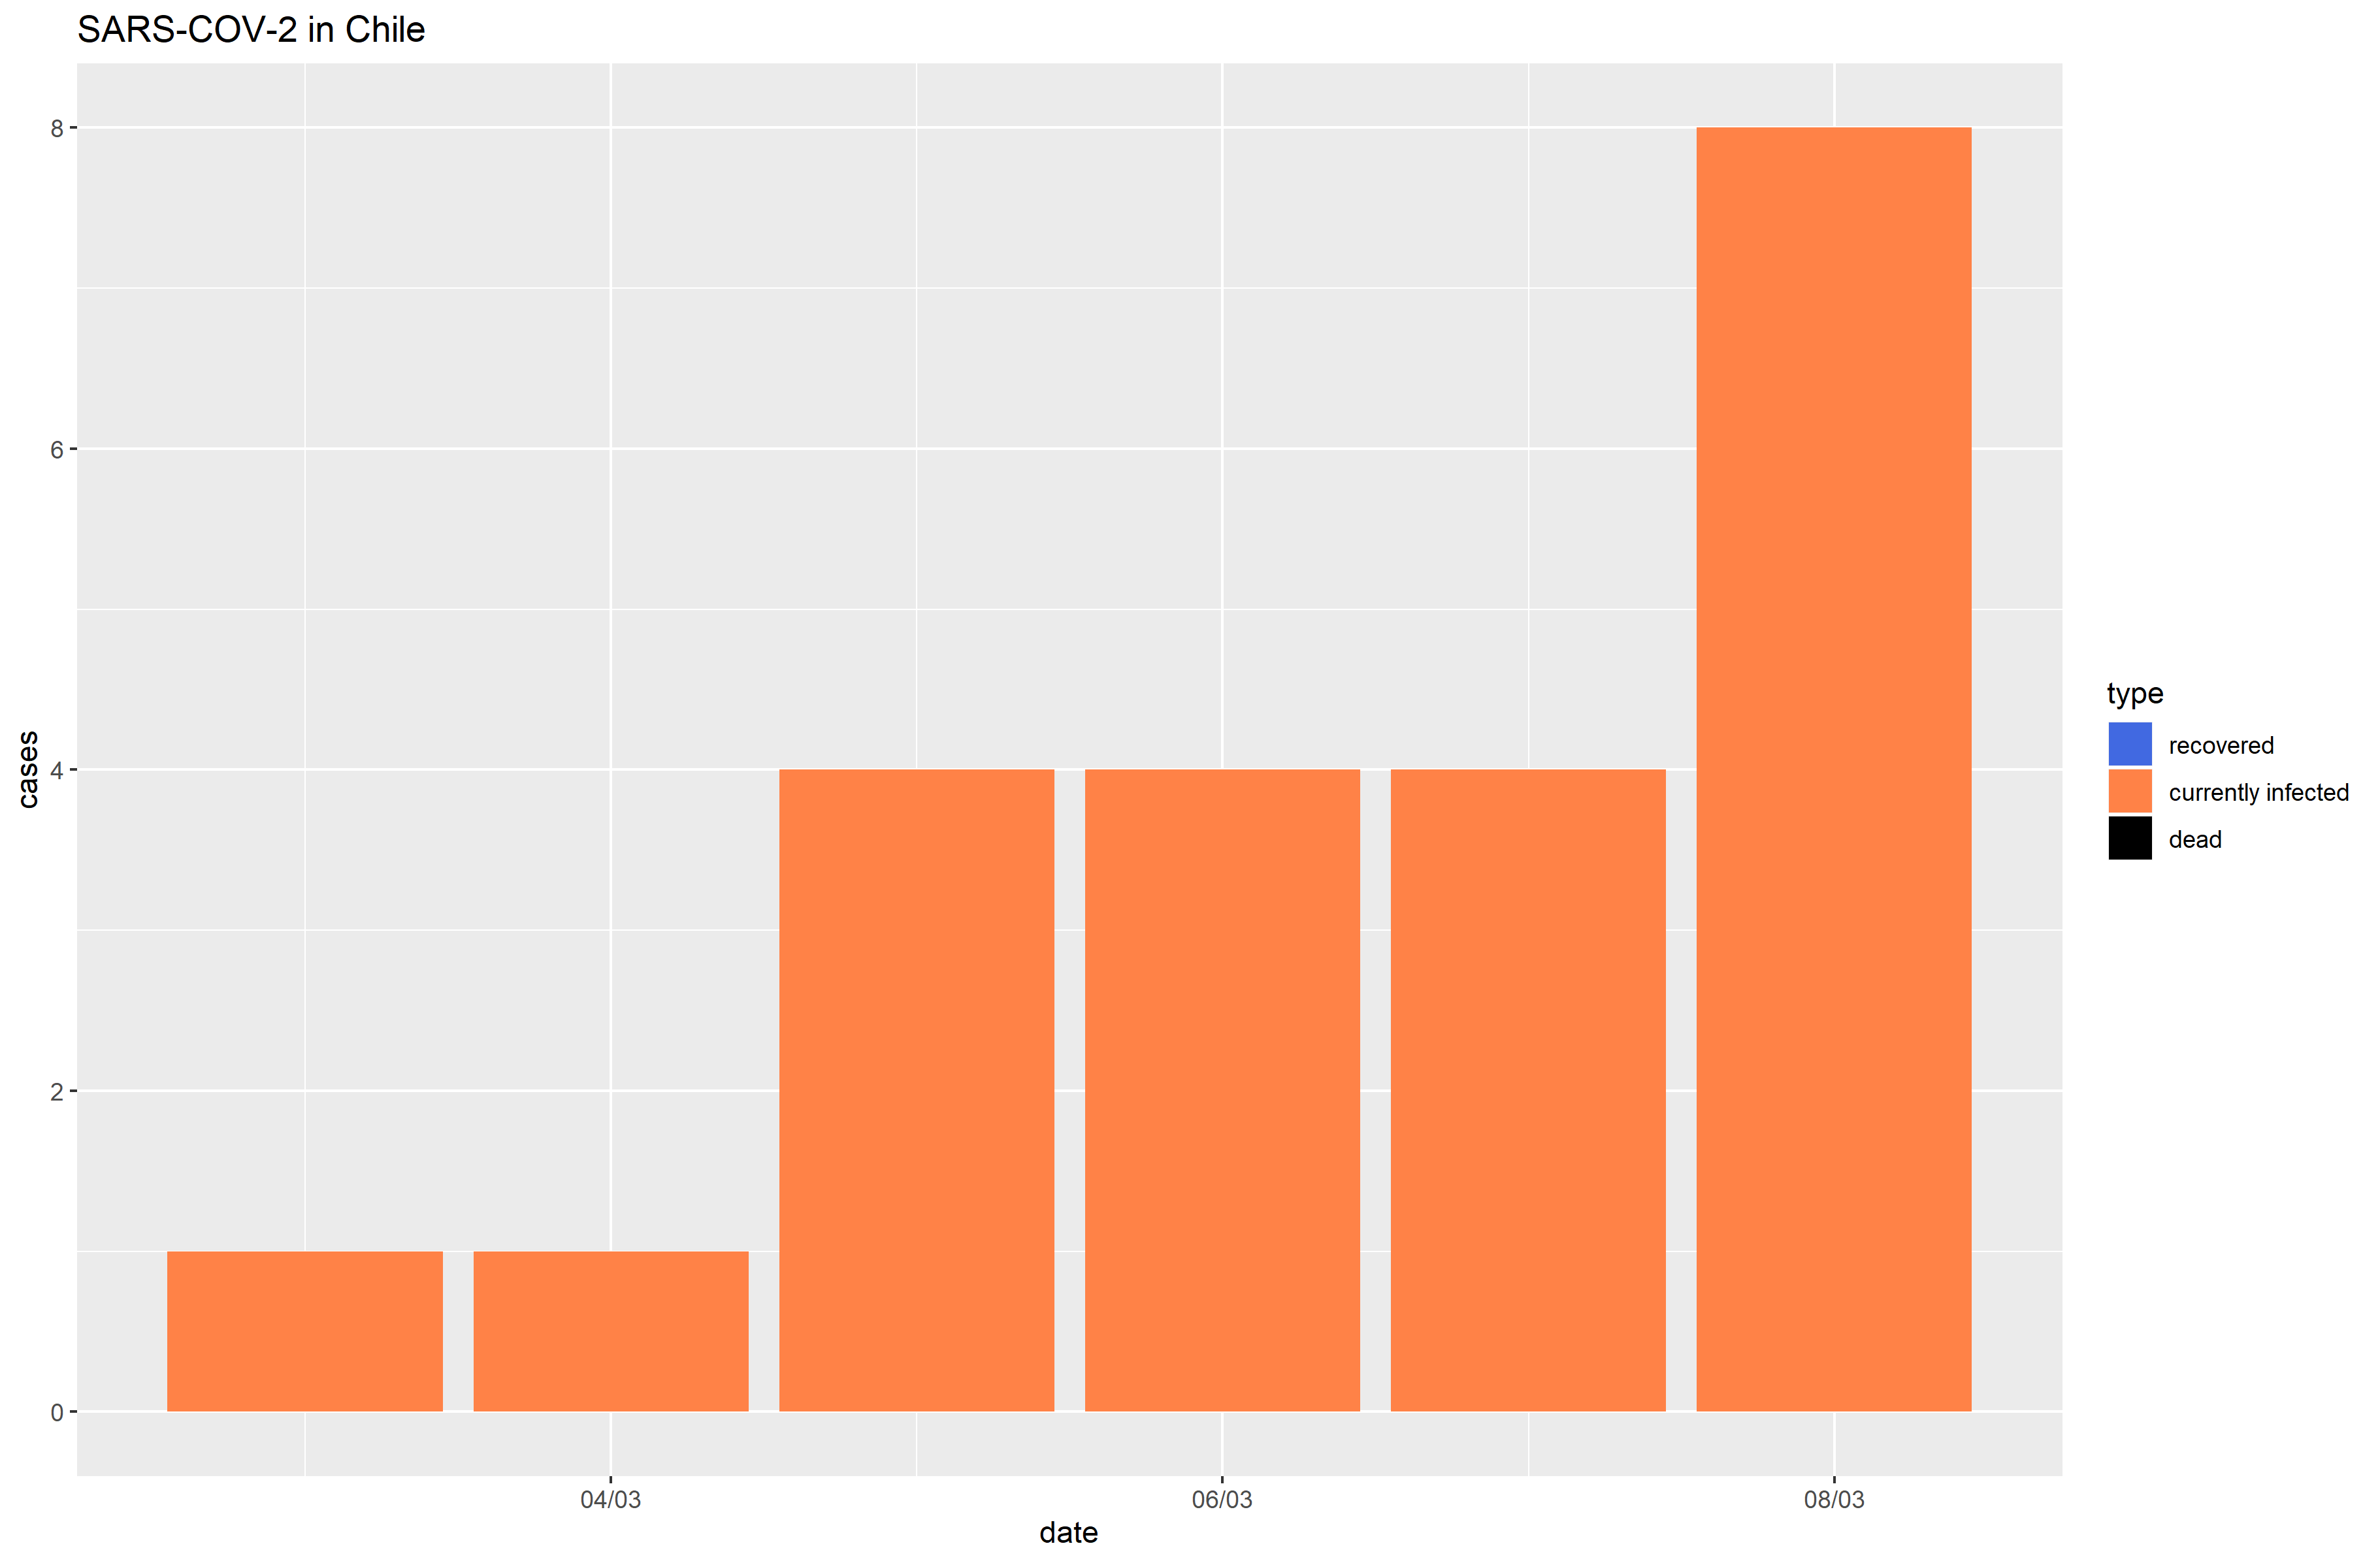 SARS-COV-2 in Chile
cases
8
6
4
2
0
04/03
06/03
08/03
date
type
recovered
currently infected
dead